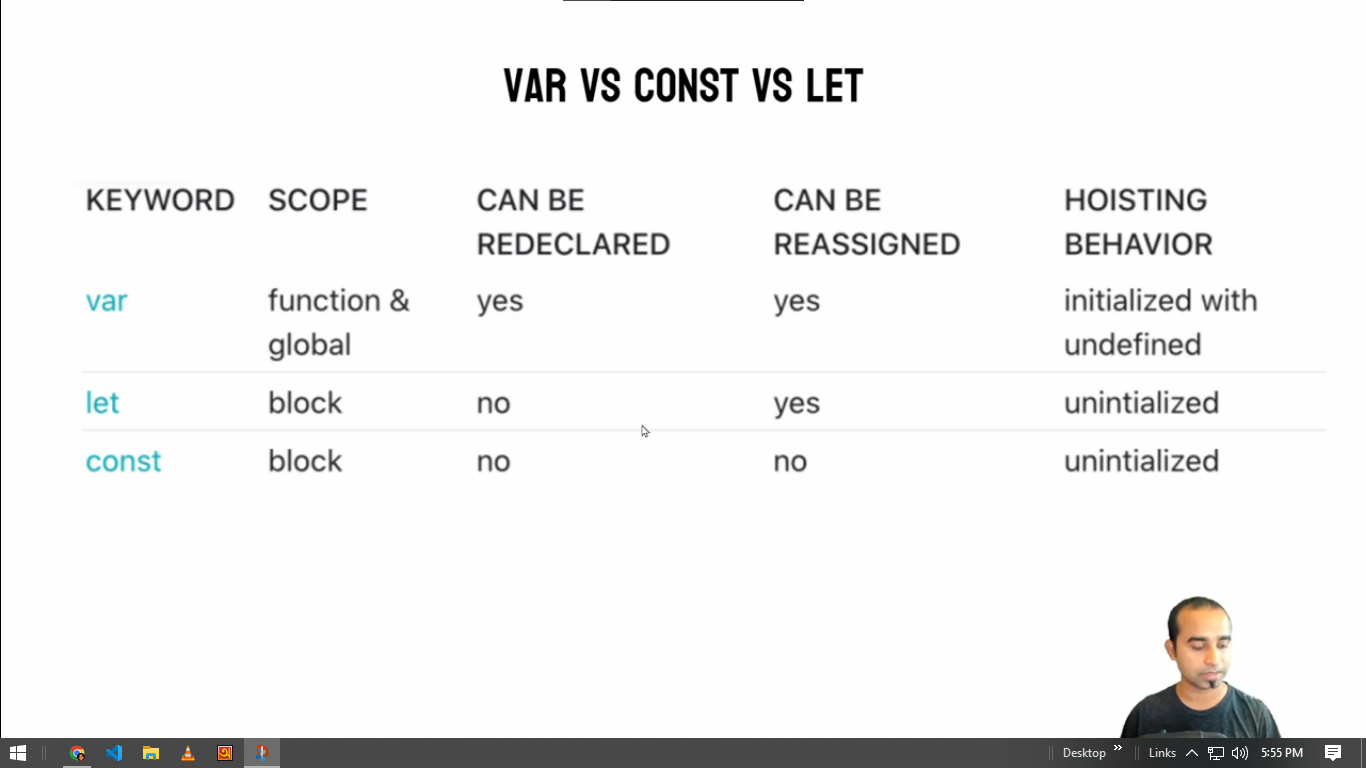 VAR VS CONST VS LET
KEYWORD SCOPE CAN BE REDECLARED CAN BE REASSIGNED HOISTING BEHAVIOR
var function & global yes yes initialized with undefined
let block no yes unintialized
const block no no unintialized
Desktop » Links 5:55 PM